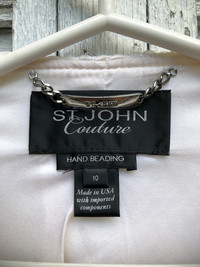 ST. JOHN
Couture
HAND BEADING
10
Made in USA
with imported
components